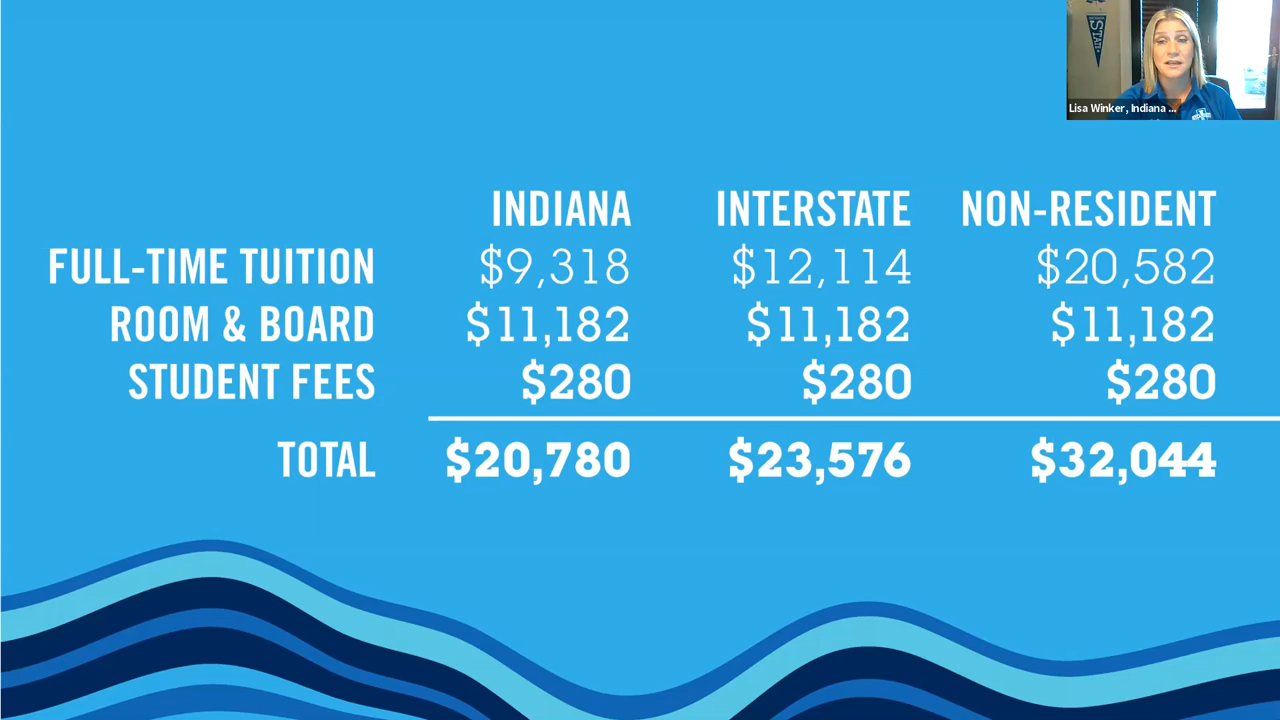 STATE
Lisa Winker, Indiana ...
INDIANA INTERSTATE NON-RESIDENT
FULL-TIME TUITION $9,318 $12,114 $20,582
ROOM & BOARD $11,182 $11,182 $11,182
STUDENT FEES $280 $280 $280
TOTAL $20,780 $23,576 $32,044